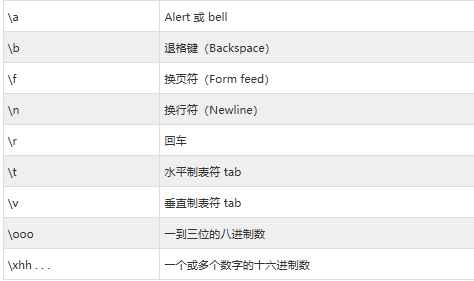 \a Alert 或 bell
\b 退格键（Backspace）
\f 换页符（Form feed）
\n 换行符（Newline）
\r 回车
\t 水平制表符 tab
\v 垂直制表符 tab
\ooo 一到三位的八进制数
\xhh . . . 一个或多个数字的十六进制数